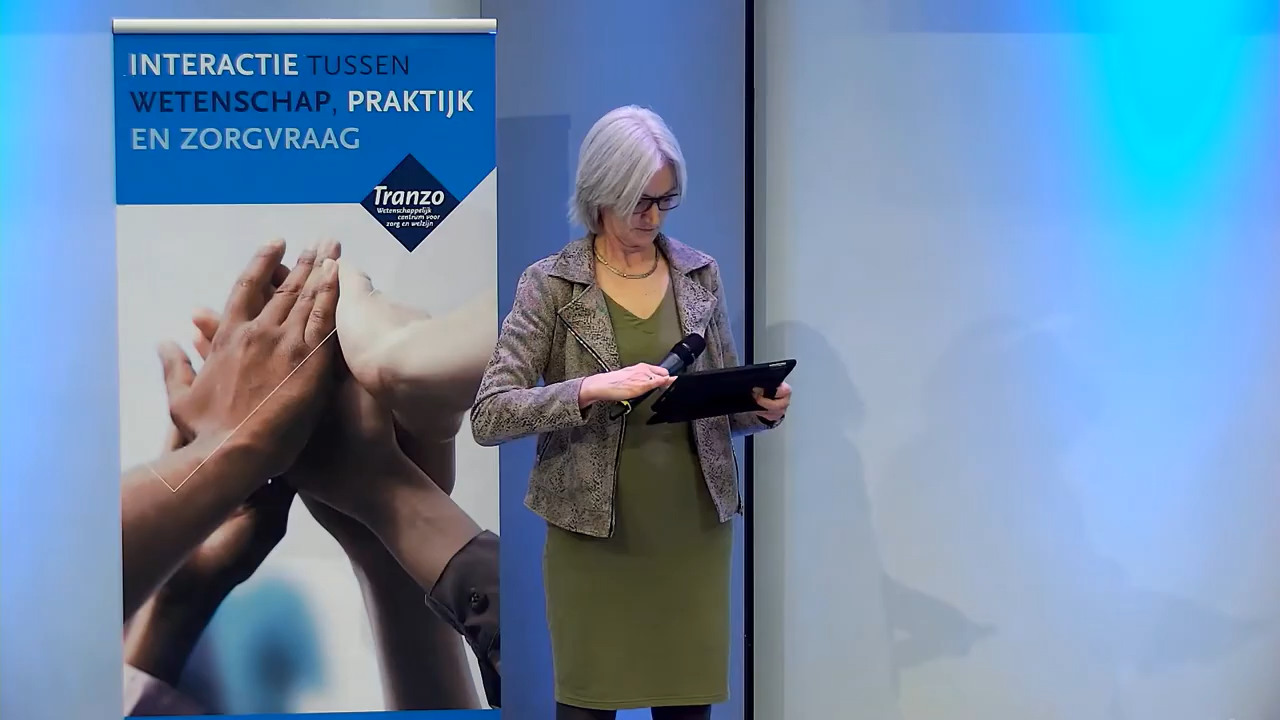 INTERACTIE TUSSEN
WETENSCHAP, PRAKTIJK
EN ZORGVRAAG
Tranzo
Wetenschappelijk
centrum voor
zorg en welzijn